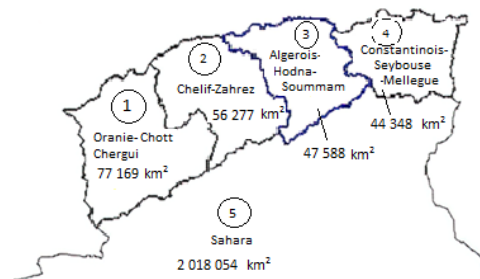 1
Oranie-Chott
Chergui
77 169 km²
2
Chelif-Zahrez
56 277 km²
3
Algerois-
Hodna-
Soummam
47 588 km²
4
Constantinois-
Seybouse
-Mellegue
44 348 km²
5
Sahara
2 018 054 km²